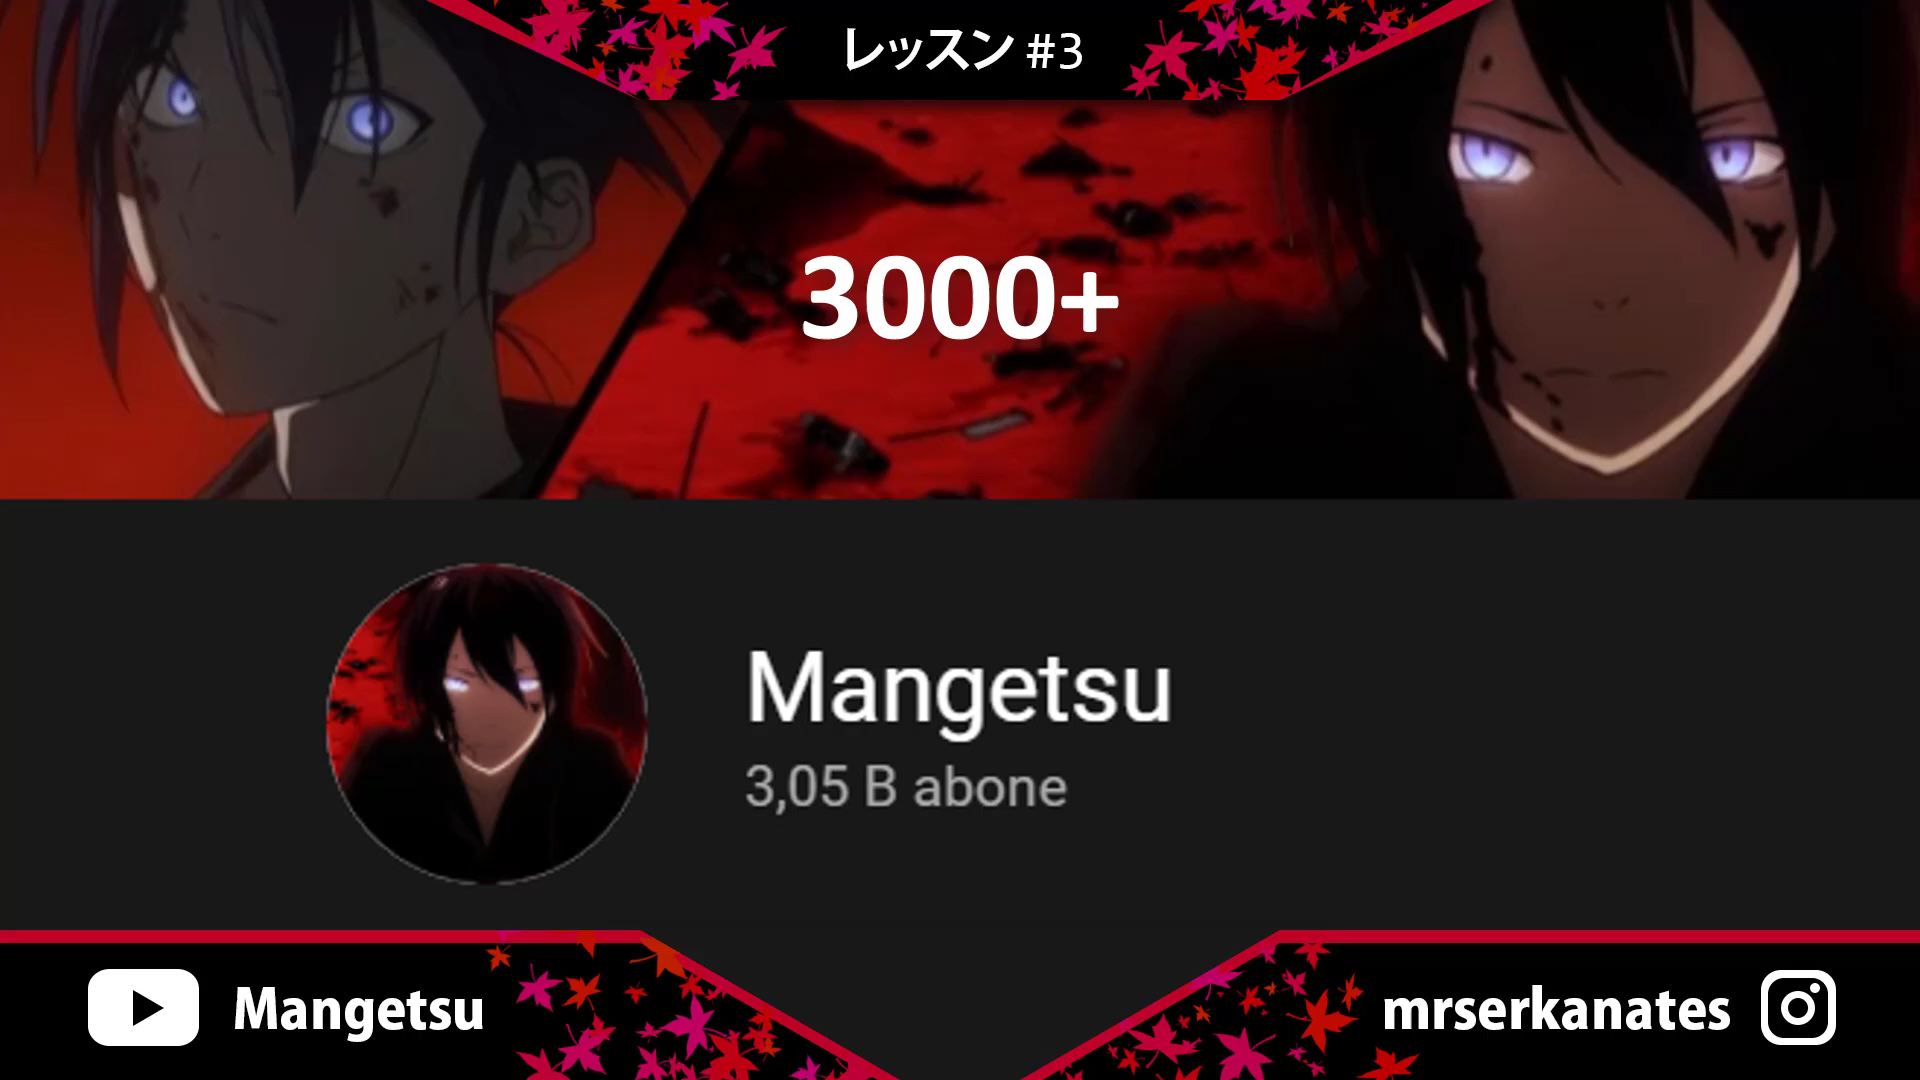 レッスン #3
3000+
Mangetsu
3,05 B abone
Mangetsu
mrserkanates